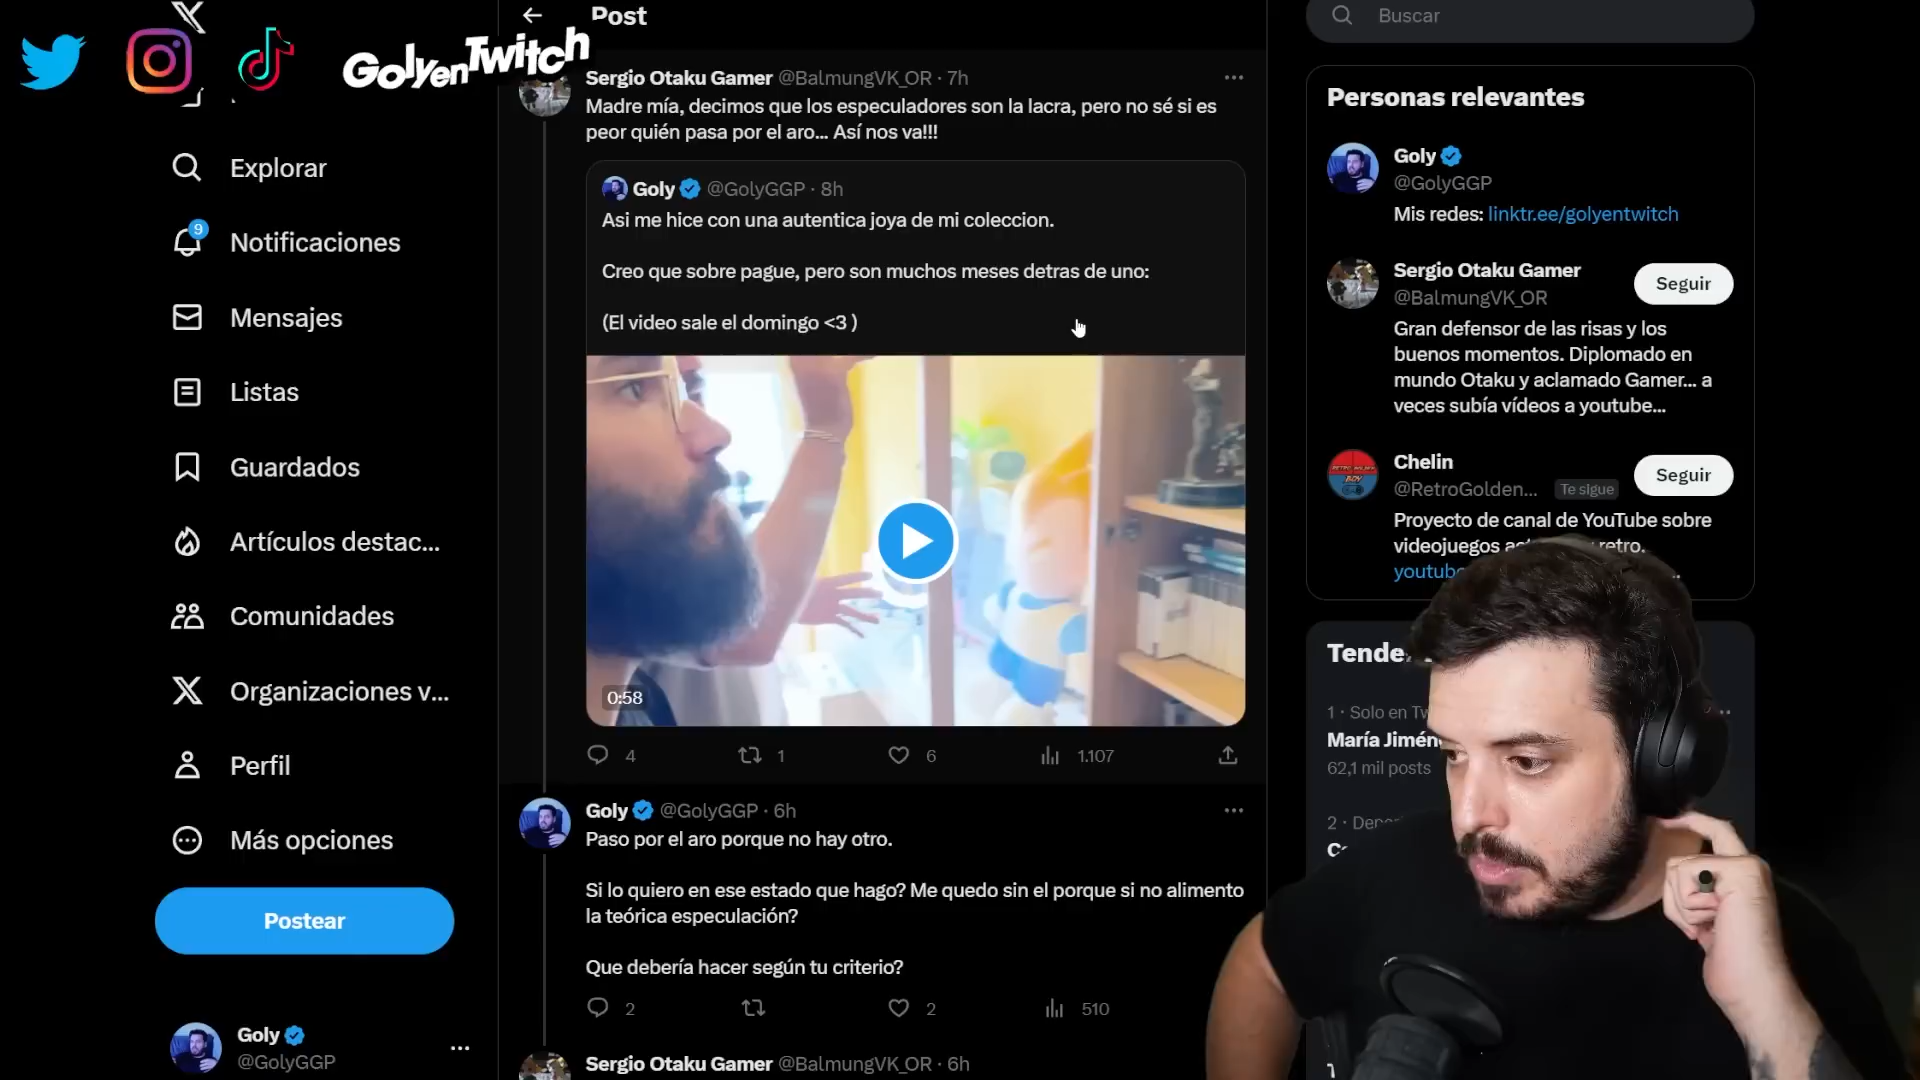 GolyenTwitch
Post
Buscar
Explorar
9
Notificaciones
Mensajes
Listas
Guardados
Artículos destac...
Comunidades
Organizaciones v...
Perfil
Más opciones
Postear
Goly
@GolyGGP
Sergio Otaku Gamer @BalmungVK_OR · 7h
Madre mía, decimos que los especuladores son la lacra, pero no sé si es
peor quién pasa por el aro... Así nos va!!!
Goly @GolyGGP · 8h
Asi me hice con una autentica joya de mi coleccion.
Creo que sobre pague, pero son muchos meses detras de uno:
(El video sale el domingo <3 )
0:58
4 1 6 1.107
Goly @GolyGGP · 6h
Paso por el aro porque no hay otro.
Si lo quiero en ese estado que hago? Me quedo sin el porque si no alimento
la teórica especulación?
Que debería hacer según tu criterio?
2 2 510
Sergio Otaku Gamer @BalmungVK_OR · 6h
Personas relevantes
Goly
@GolyGGP
Mis redes: linktr.ee/golyentwitch
Sergio Otaku Gamer
@BalmungVK_OR
Seguir
Gran defensor de las risas y los
buenos momentos. Diplomado en
mundo Otaku y aclamado Gamer... a
veces subía vídeos a youtube...
Chelin
@RetroGolden... Te sigue
Seguir
Proyecto de canal de YouTube sobre
videojuegos retro.
youtube
Tende
1 · Solo en Tw
María Jimén
62,1 mil posts
2 · Depor